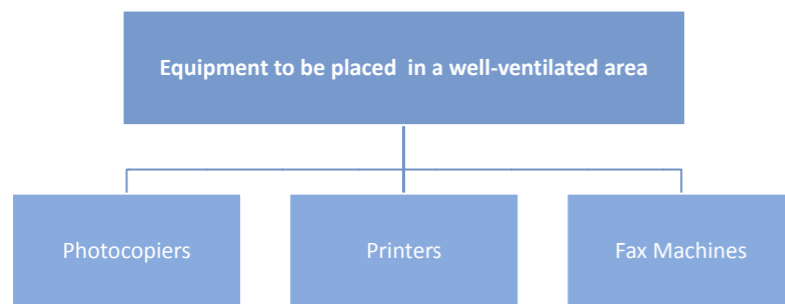 Equipment to be placed  in a well-ventilated area
Photocopiers
Printers
Fax Machines